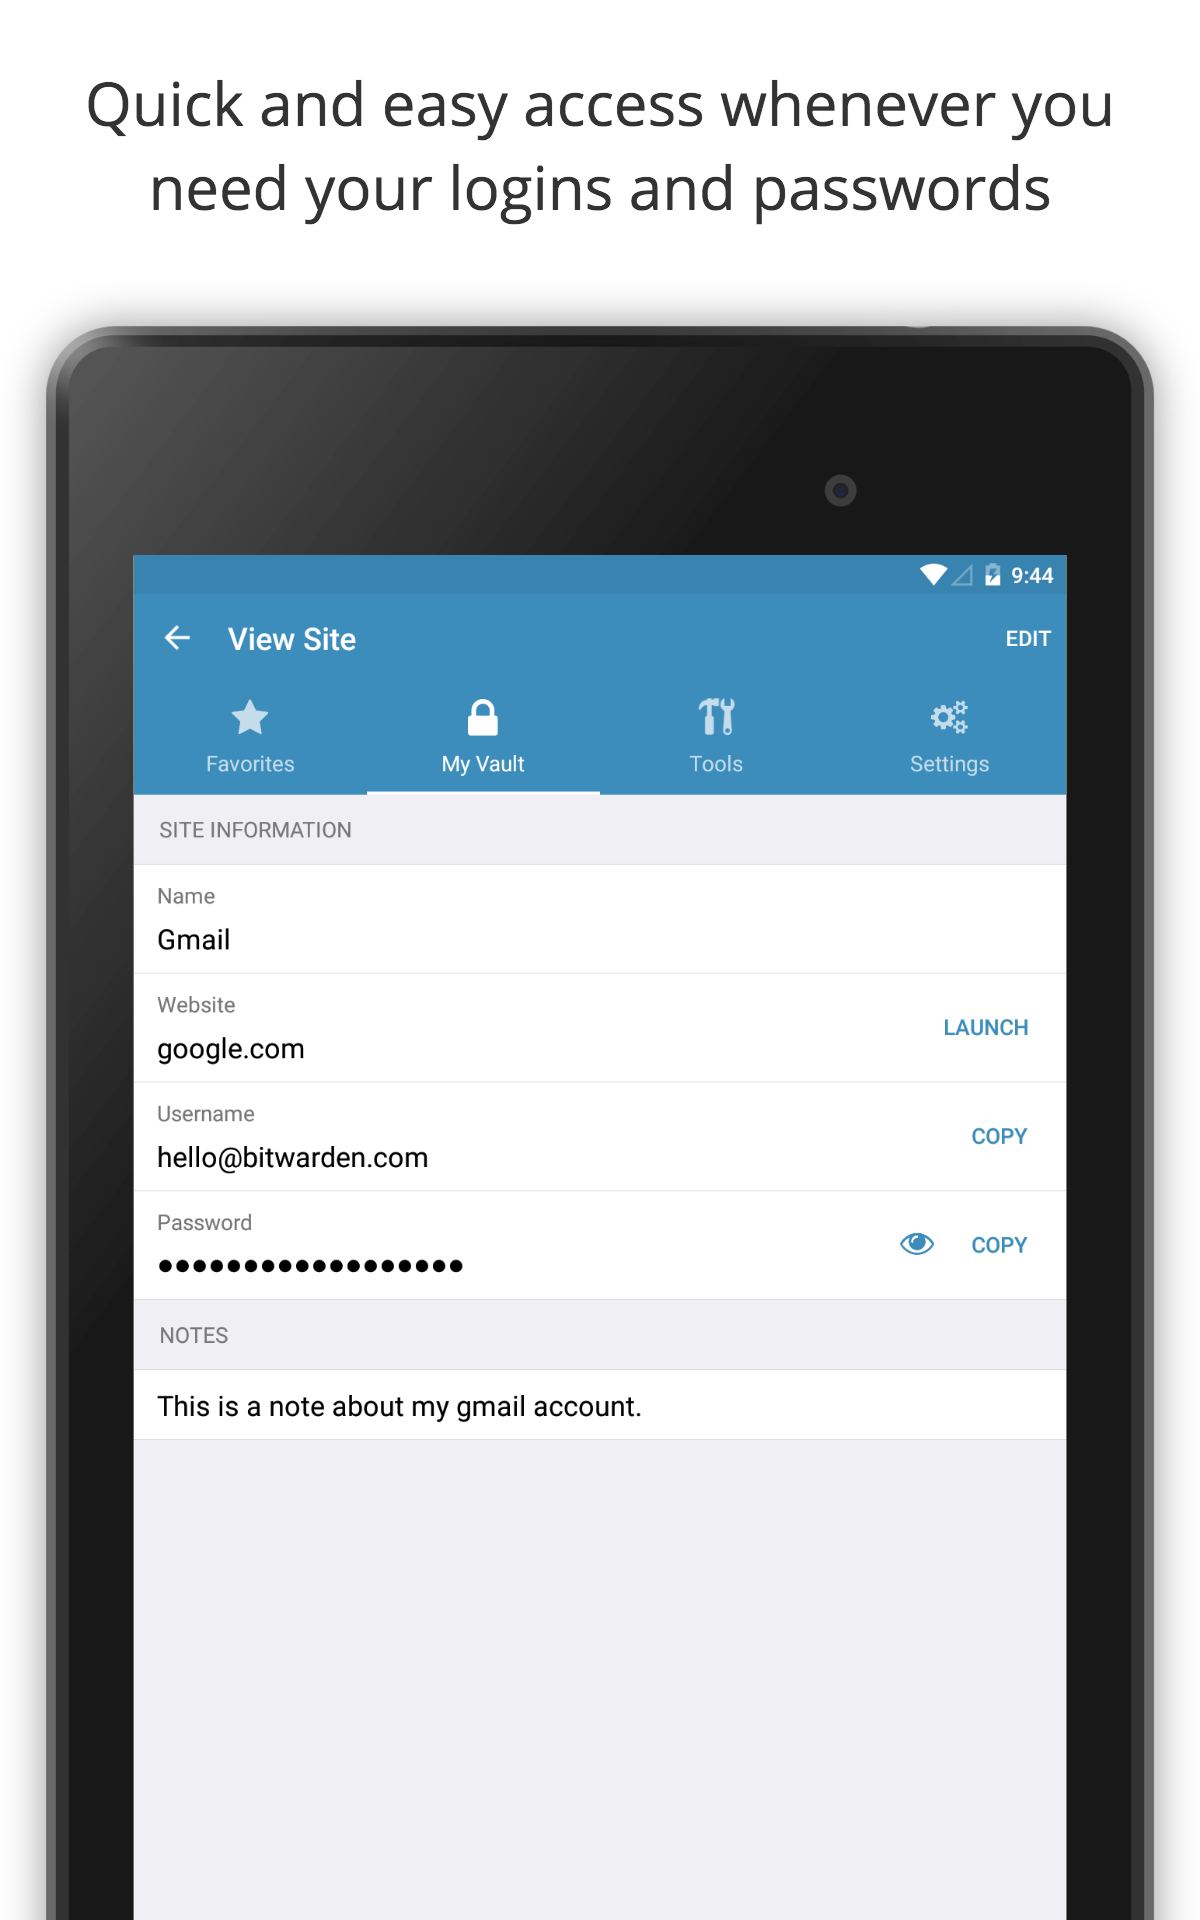 Quick and easy access whenever you
need your logins and passwords
9:44
View Site
EDIT
Favorites
My Vault
Tools
Settings
SITE INFORMATION
Name
Gmail
Website
google.com
LAUNCH
Username
hello@bitwarden.com
COPY
Password
••••••••••••••••••
COPY
NOTES
This is a note about my gmail account.